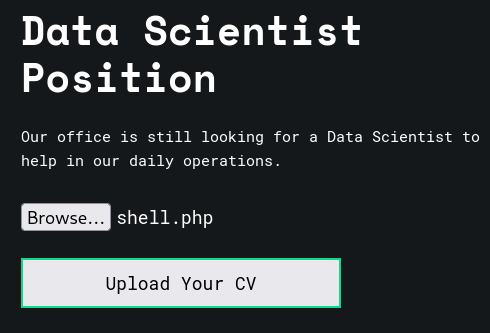 Data Scientist
Position
Our office is still looking for a Data Scientist to
help in our daily operations.
Browse... shell.php
Upload Your CV